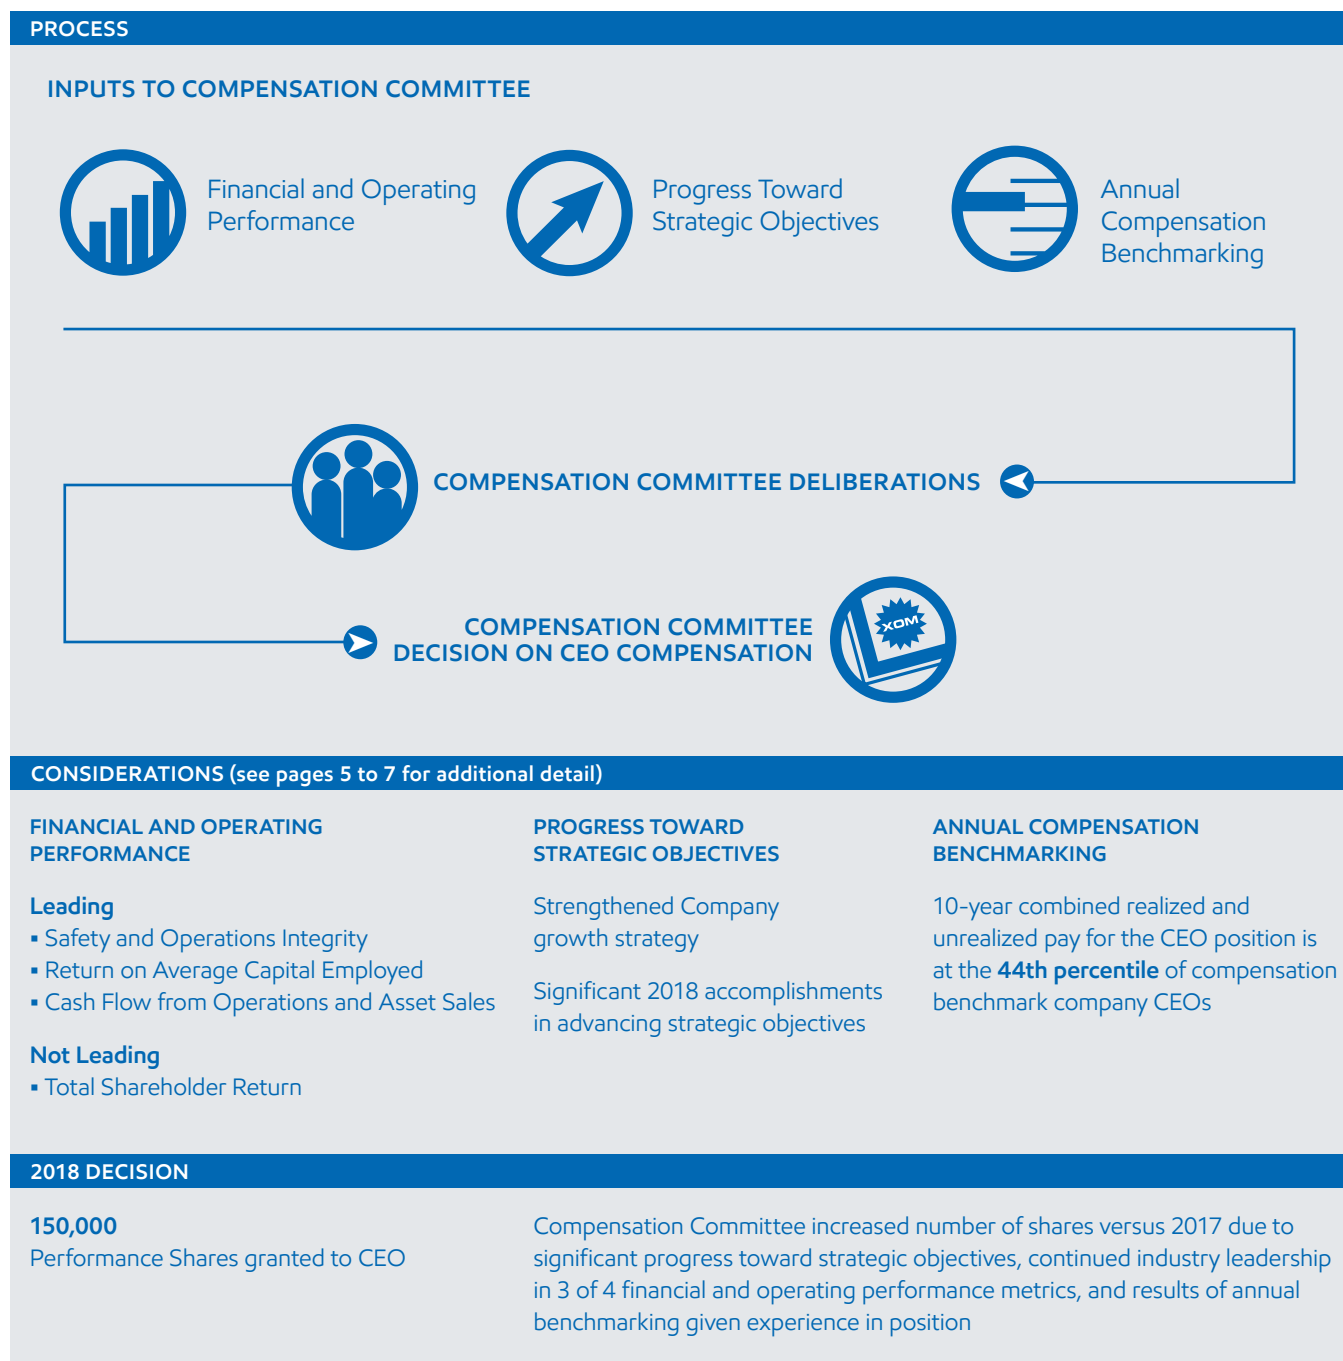 PROCESS
INPUTS TO COMPENSATION COMMITTEE
Financial and Operating
Performance
Progress Toward
Strategic Objectives
Annual
Compensation
Benchmarking
COMPENSATION COMMITTEE DELIBERATIONS
COMPENSATION COMMITTEE
DECISION ON CEO COMPENSATION
XOM
CONSIDERATIONS (see pages 5 to 7 for additional detail)
FINANCIAL AND OPERATING
PERFORMANCE
Leading
▪ Safety and Operations Integrity
▪ Return on Average Capital Employed
▪ Cash Flow from Operations and Asset Sales
Not Leading
▪ Total Shareholder Return
PROGRESS TOWARD
STRATEGIC OBJECTIVES
Strengthened Company
growth strategy
Significant 2018 accomplishments
in advancing strategic objectives
ANNUAL COMPENSATION
BENCHMARKING
10-year combined realized and
unrealized pay for the CEO position is
at the 44th percentile of compensation
benchmark company CEOs
2018 DECISION
150,000
Performance Shares granted to CEO
Compensation Committee increased number of shares versus 2017 due to
significant progress toward strategic objectives, continued industry leadership
in 3 of 4 financial and operating performance metrics, and results of annual
benchmarking given experience in position